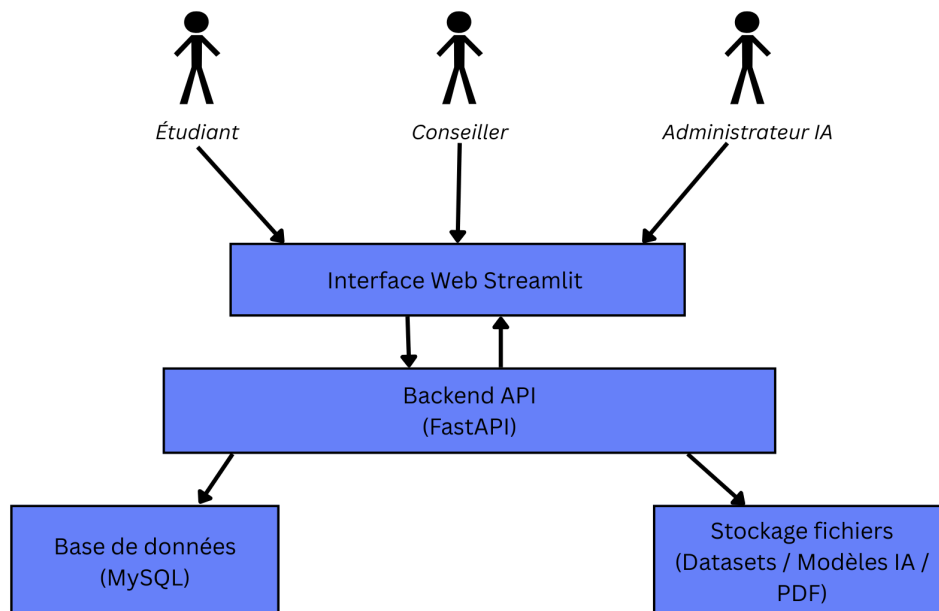 Étudiant
Conseiller
Administrateur IA
Interface Web Streamlit
Backend API
(FastAPI)
Base de données
(MySQL)
Stockage fichiers
(Datasets / Modèles IA /
PDF)